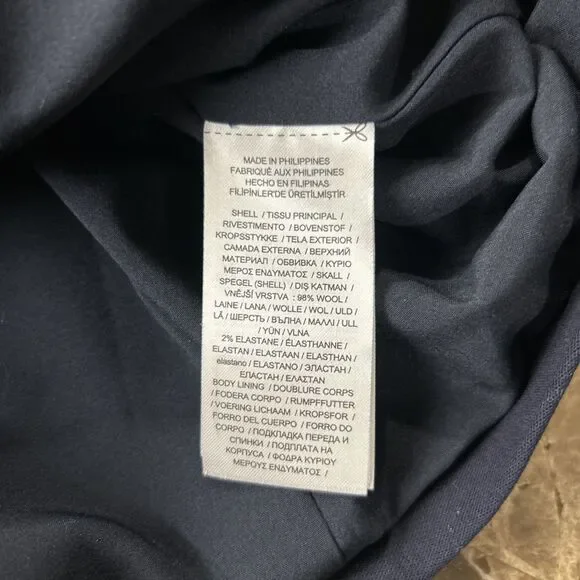 MADE IN PHILIPPINES
FABRIQUÉ AUX PHILIPPINES
HECHO EN FILIPINAS
FİLİPİNLER'DE ÜRETİLMİŞTİR
SHELL / TISSU PRINCIPAL /
RIVESTIMENTO / BOVENSTOF /
KROPSSTYKKE / TELA EXTERIOR /
CAMADA EXTERNA / ВЕРХНИЙ
МАТЕРИАЛ / ОБВИВКА / ΚΥΡΙΟ
ΜΕΡΟΣ ΕΝΔΥΜΑΤΟΣ / SKALL /
SPEGEL (SHELL) / DIŞ KATMAN /
VNĚJŠÍ VRSTVA : 98% WOOL /
LAINE / LANA / WOLLE / WOL / ULD /
LÃ / ШЕРСТЬ / ВЪЛНА / ΜΑΛΛΙ / ULL
/ YÜN / VLNA
2% ELASTANE / ÉLASTHANNE /
ELASTAN / ELASTAAN / ELASTHAN /
elastano / ELASTANO / ЭЛАСТАН /
ЕЛАСТАН / ΕΛΑΣΤΑΝ
BODY LINING / DOUBLURE CORPS
/ FODERA CORPO / RUMPFFUTTER
/ VOERING LICHAAM / KROPSFOR /
FORRO DEL CUERPO / FORRO DO
CORPO / ПОДКЛАДКА ПЕРЕДА И
СПИНКИ / ПОДПЛАТА НА
КОРПУСА / ΦΟΔΡΑ ΚΥΡΙΟΥ
ΜΕΡΟΥΣ ΕΝΔΥΜΑΤΟΣ /